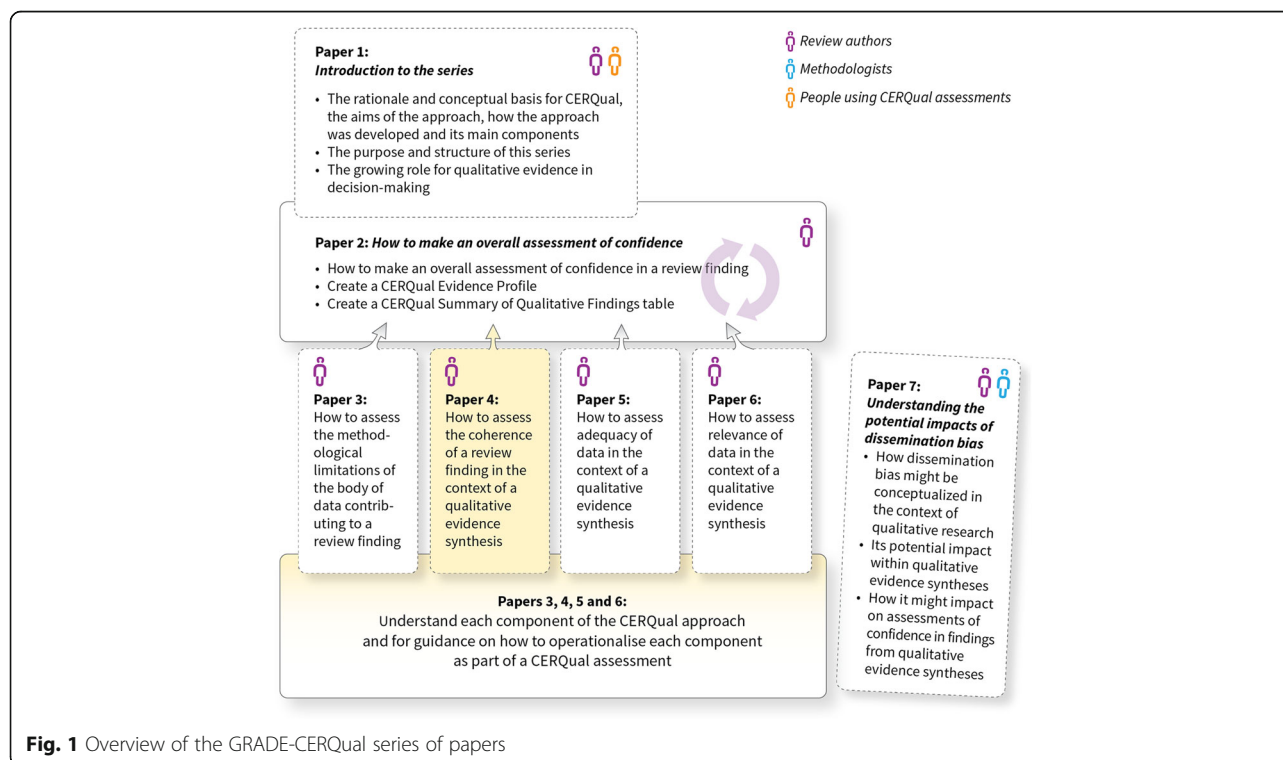 Paper 1:
Introduction to the series
• The rationale and conceptual basis for CERQual,
the aims of the approach, how the approach
was developed and its main components
• The purpose and structure of this series
• The growing role for qualitative evidence in
decision-making
Review authors
Methodologists
People using CERQual assessments
Paper 2: How to make an overall assessment of confidence
• How to make an overall assessment of confidence in a review finding
• Create a CERQual Evidence Profile
• Create a CERQual Summary of Qualitative Findings table
Paper 3:
How to assess
the method-
ological
limitations of
the body of
data contrib-
uting to a
review finding
Paper 4:
How to assess
the coherence
of a review
finding in the
context of a
qualitative
evidence
synthesis
Paper 5:
How to assess
adequacy of
data in the
context of a
qualitative
evidence
synthesis
Paper 6:
How to assess
relevance of
data in the
context of a
qualitative
evidence
synthesis
Papers 3, 4, 5 and 6:
Understand each component of the CERQual approach
and for guidance on how to operationalise each component
as part of a CERQual assessment
Paper 7:
Understanding the
potential impacts of
dissemination bias
• How dissemination
bias might be
conceptualized in
the context of
qualitative research
• Its potential impact
within qualitative
evidence syntheses
• How it might impact
on assessments of
confidence in findings
from qualitative
evidence syntheses
Fig. 1 Overview of the GRADE-CERQual series of papers